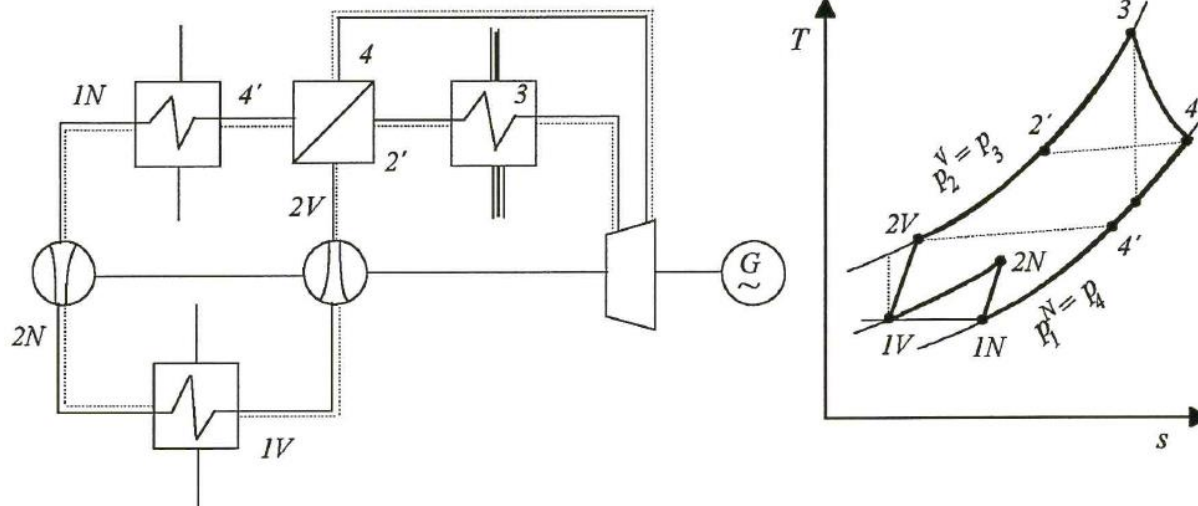 1N
4'
4
3
2'
2V
G
~
2N
1V
T
3
2'
4
p₂ⱽ = p₃
2V
4'
2N
p₁ᴺ = p₄
1V
1N
s